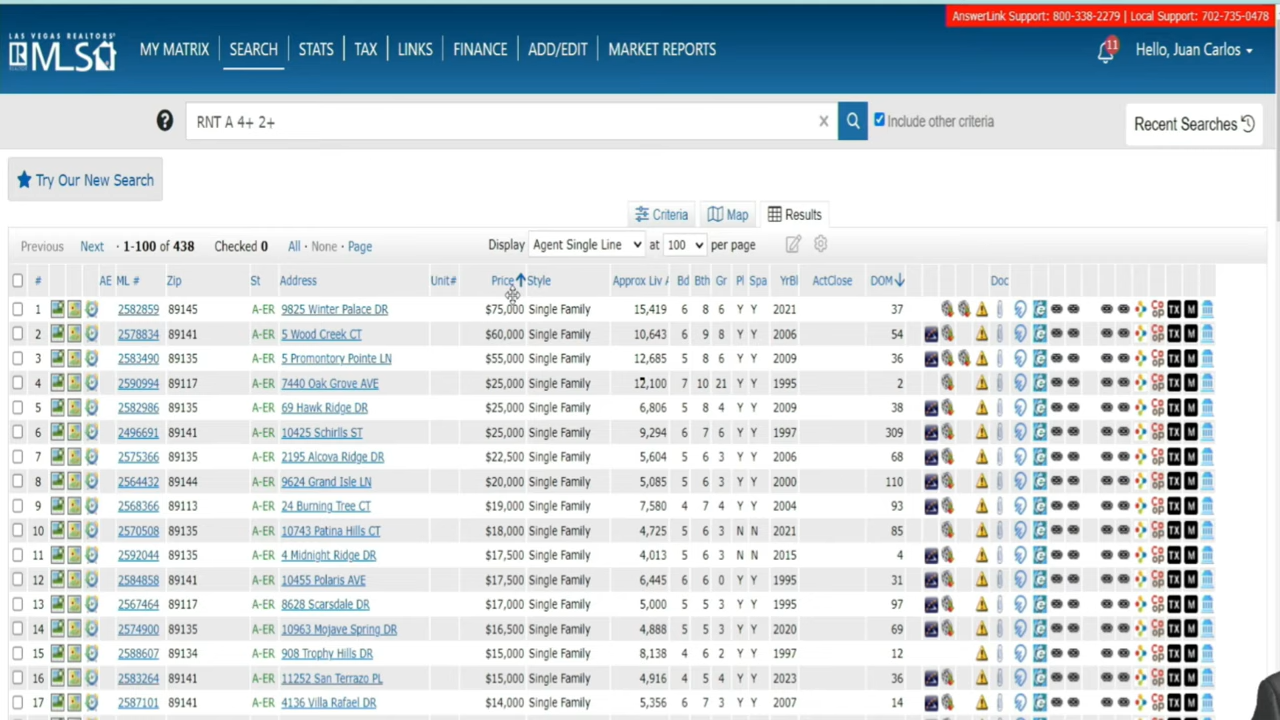 AnswerLink Support: 800-338-2279 | Local Support: 702-735-0478
LAS VEGAS REALTORS®
MLS
MY MATRIX SEARCH STATS TAX LINKS FINANCE ADD/EDIT MARKET REPORTS
11 Hello, Juan Carlos
? RNT A 4+ 2+ Include other criteria Recent Searches
Try Our New Search
Criteria Map Results
Previous Next · 1-100 of 438 Checked 0 All · None · Page Display Agent Single Line at 100 per page
# AE ML # Zip St Address Unit# Price Style Approx Liv A Bd Bth Gr Pl Spa YrBl ActClose DOM Doc
1 2582859 89145 A-ER 9825 Winter Palace DR $75,000 Single Family 15,419 6 8 6 Y Y 2021 37
2 2578834 89141 A-ER 5 Wood Creek CT $60,000 Single Family 10,643 6 9 8 Y Y 2006 54
3 2583490 89135 A-ER 5 Promontory Pointe LN $55,000 Single Family 12,685 5 8 6 Y Y 2009 36
4 2590994 89117 A-ER 7440 Oak Grove AVE $25,000 Single Family 12,100 7 10 21 Y Y 1995 2
5 2582986 89135 A-ER 69 Hawk Ridge DR $25,000 Single Family 6,806 5 8 4 Y Y 2009 38
6 2496691 89141 A-ER 10425 Schirlls ST $25,000 Single Family 9,294 6 7 6 Y Y 1997 309
7 2575366 89135 A-ER 2195 Alcova Ridge DR $22,500 Single Family 5,604 5 6 3 Y Y 2006 68
8 2564432 89144 A-ER 9624 Grand Isle LN $20,000 Single Family 5,085 5 6 3 Y Y 2000 110
9 2568366 89113 A-ER 24 Burning Tree CT $19,000 Single Family 7,580 4 7 4 Y Y 2004 93
10 2570508 89135 A-ER 10743 Patina Hills CT $18,000 Single Family 4,725 5 6 3 N N 2021 85
11 2592044 89135 A-ER 4 Midnight Ridge DR $17,500 Single Family 4,013 5 6 3 N N 2015 4
12 2584858 89141 A-ER 10455 Polaris AVE $17,500 Single Family 6,445 6 6 0 Y Y 1995 31
13 2567464 89117 A-ER 8628 Scarsdale DR $17,000 Single Family 5,000 5 5 3 Y Y 1995 97
14 2574900 89135 A-ER 10963 Mojave Spring DR $16,500 Single Family 4,888 5 5 3 Y Y 2020 69
15 2588607 89134 A-ER 908 Trophy Hills DR $15,000 Single Family 8,138 4 6 2 Y Y 1997 12
16 2583264 89141 A-ER 11252 San Terrazo PL $15,000 Single Family 4,916 4 5 4 Y Y 2023 36
17 2587101 89141 A-ER 4136 Villa Rafael DR $14,000 Single Family 5,356 6 7 3 Y Y 2007 14